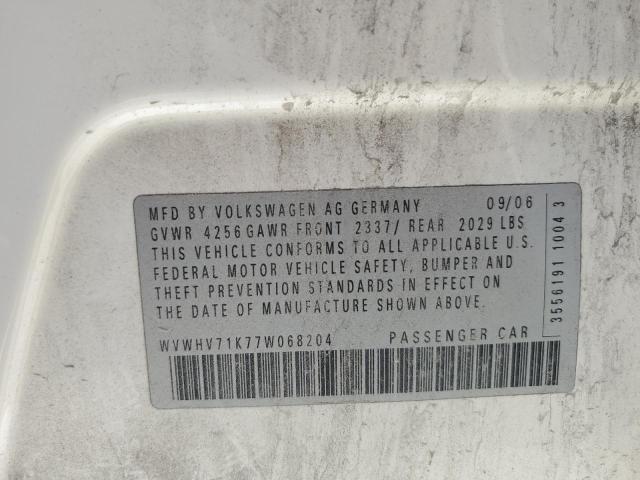 MFD BY VOLKSWAGEN AG GERMANY 09/06
GVWR 4256 GAWR FRONT 2337/ REAR 2029 LBS
THIS VEHICLE CONFORMS TO ALL APPLICABLE U.S.
FEDERAL MOTOR VEHICLE SAFETY, BUMPER AND
THEFT PREVENTION STANDARDS IN EFFECT ON
THE DATE OF MANUFACTURE SHOWN ABOVE.
WVWHV71K77W068204 PASSENGER CAR
3556191 1004 3